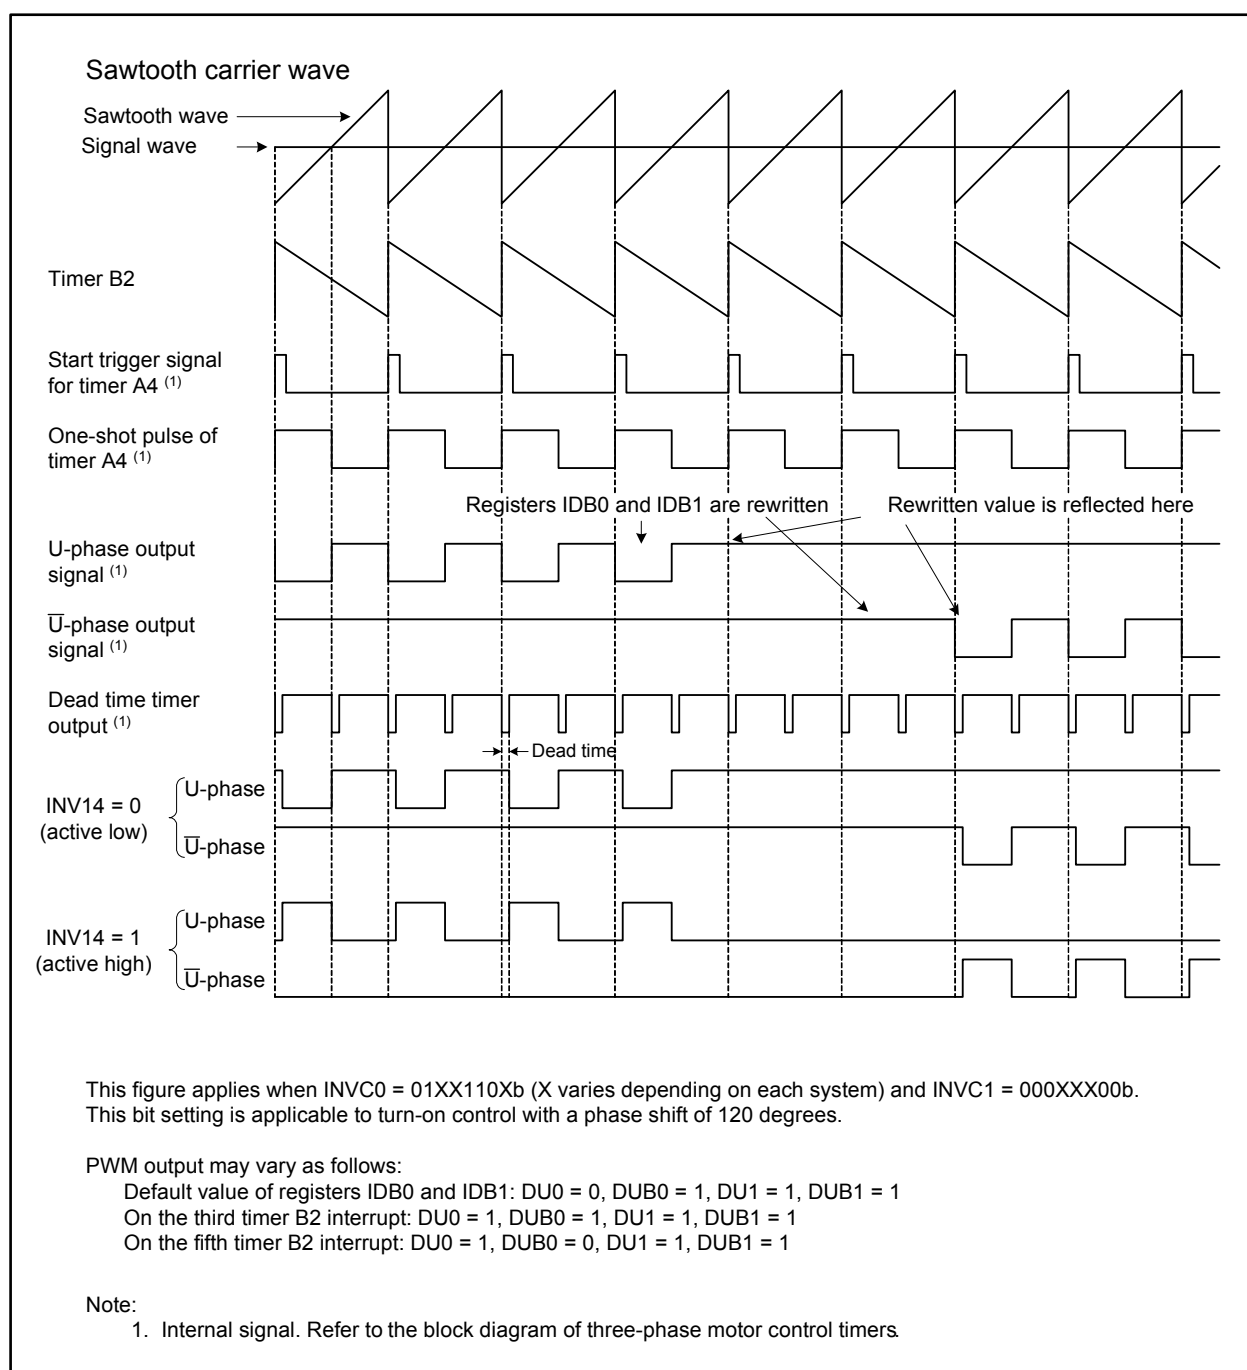 Sawtooth carrier wave
Sawtooth wave
Signal wave
Timer B2
Start trigger signal
for timer A4 (1)
One-shot pulse of
timer A4 (1)
Registers IDB0 and IDB1 are rewritten
Rewritten value is reflected here
U-phase output
signal (1)
U̅-phase output
signal (1)
Dead time timer
output (1)
Dead time
INV14 = 0
(active low)
U-phase
U̅-phase
INV14 = 1
(active high)
U-phase
U̅-phase
This figure applies when INVC0 = 01XX110Xb (X varies depending on each system) and INVC1 = 000XXX00b.
This bit setting is applicable to turn-on control with a phase shift of 120 degrees.
PWM output may vary as follows:
Default value of registers IDB0 and IDB1: DU0 = 0, DUB0 = 1, DU1 = 1, DUB1 = 1
On the third timer B2 interrupt: DU0 = 1, DUB0 = 1, DU1 = 1, DUB1 = 1
On the fifth timer B2 interrupt: DU0 = 1, DUB0 = 0, DU1 = 1, DUB1 = 1
Note:
1. Internal signal. Refer to the block diagram of three-phase motor control timers.